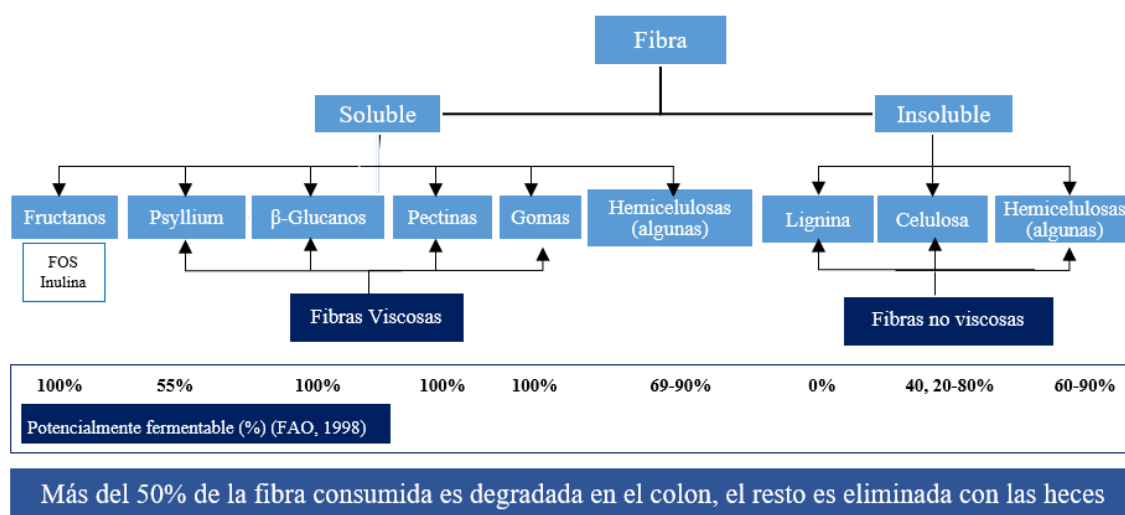 Fibra
Soluble
Insoluble
Fructanos
Psyllium
β-Glucanos
Pectinas
Gomas
Hemicelulosas
(algunas)
Lignina
Celulosa
Hemicelulosas
(algunas)
FOS
Inulina
Fibras Viscosas
Fibras no viscosas
100%
55%
100%
100%
100%
69-90%
0%
40, 20-80%
60-90%
Potencialmente fermentable (%) (FAO, 1998)
Más del 50% de la fibra consumida es degradada en el colon, el resto es eliminada con las heces